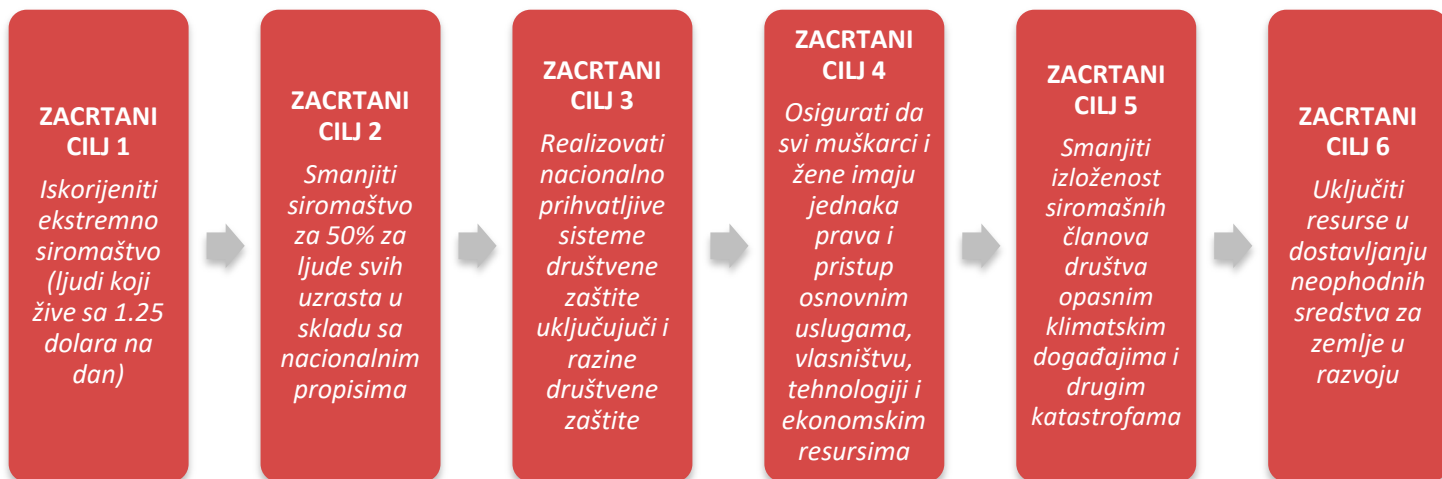 ZACRTANI
CILJ 1
Iskorijeniti
ekstremno
siromaštvo
(ljudi koji
žive sa 1.25
dolara na
dan)
ZACRTANI
CILJ 2
Smanjiti
siromaštvo
za 50% za
ljude svih
uzrasta u
skladu sa
nacionalnim
propisima
ZACRTANI
CILJ 3
Realizovati
nacionalno
prihvatljive
sisteme
društvene
zaštite
uključujuči i
razine
društvene
zaštite
ZACRTANI
CILJ 4
Osigurati da
svi muškarci i
žene imaju
jednaka
prava i
pristup
osnovnim
uslugama,
vlasništvu,
tehnologiji i
ekonomskim
resursima
ZACRTANI
CILJ 5
Smanjiti
izloženost
siromašnih
članova
društva
opasnim
klimatskim
događajima i
drugim
katastrofama
ZACRTANI
CILJ 6
Uključiti
resurse u
dostavljanju
neophodnih
sredstva za
zemlje u
razvoju